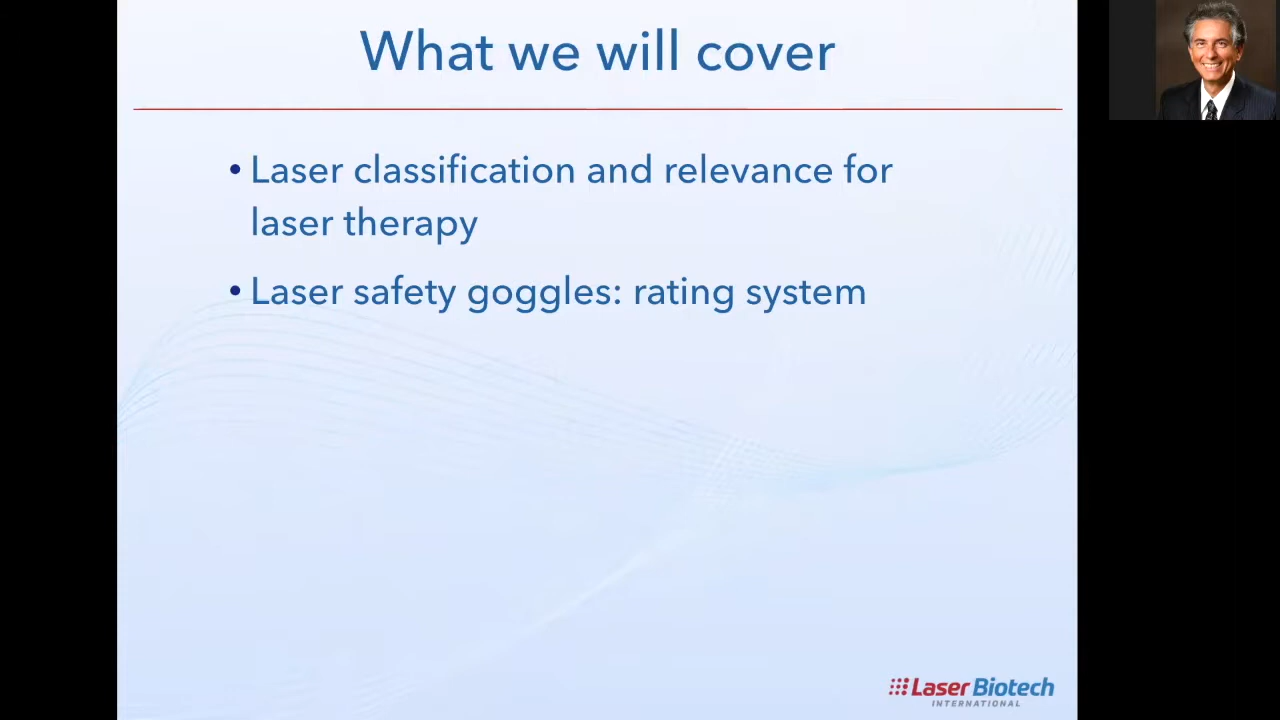 What we will cover
• Laser classification and relevance for
laser therapy
• Laser safety goggles: rating system
Laser Biotech
INTERNATIONAL